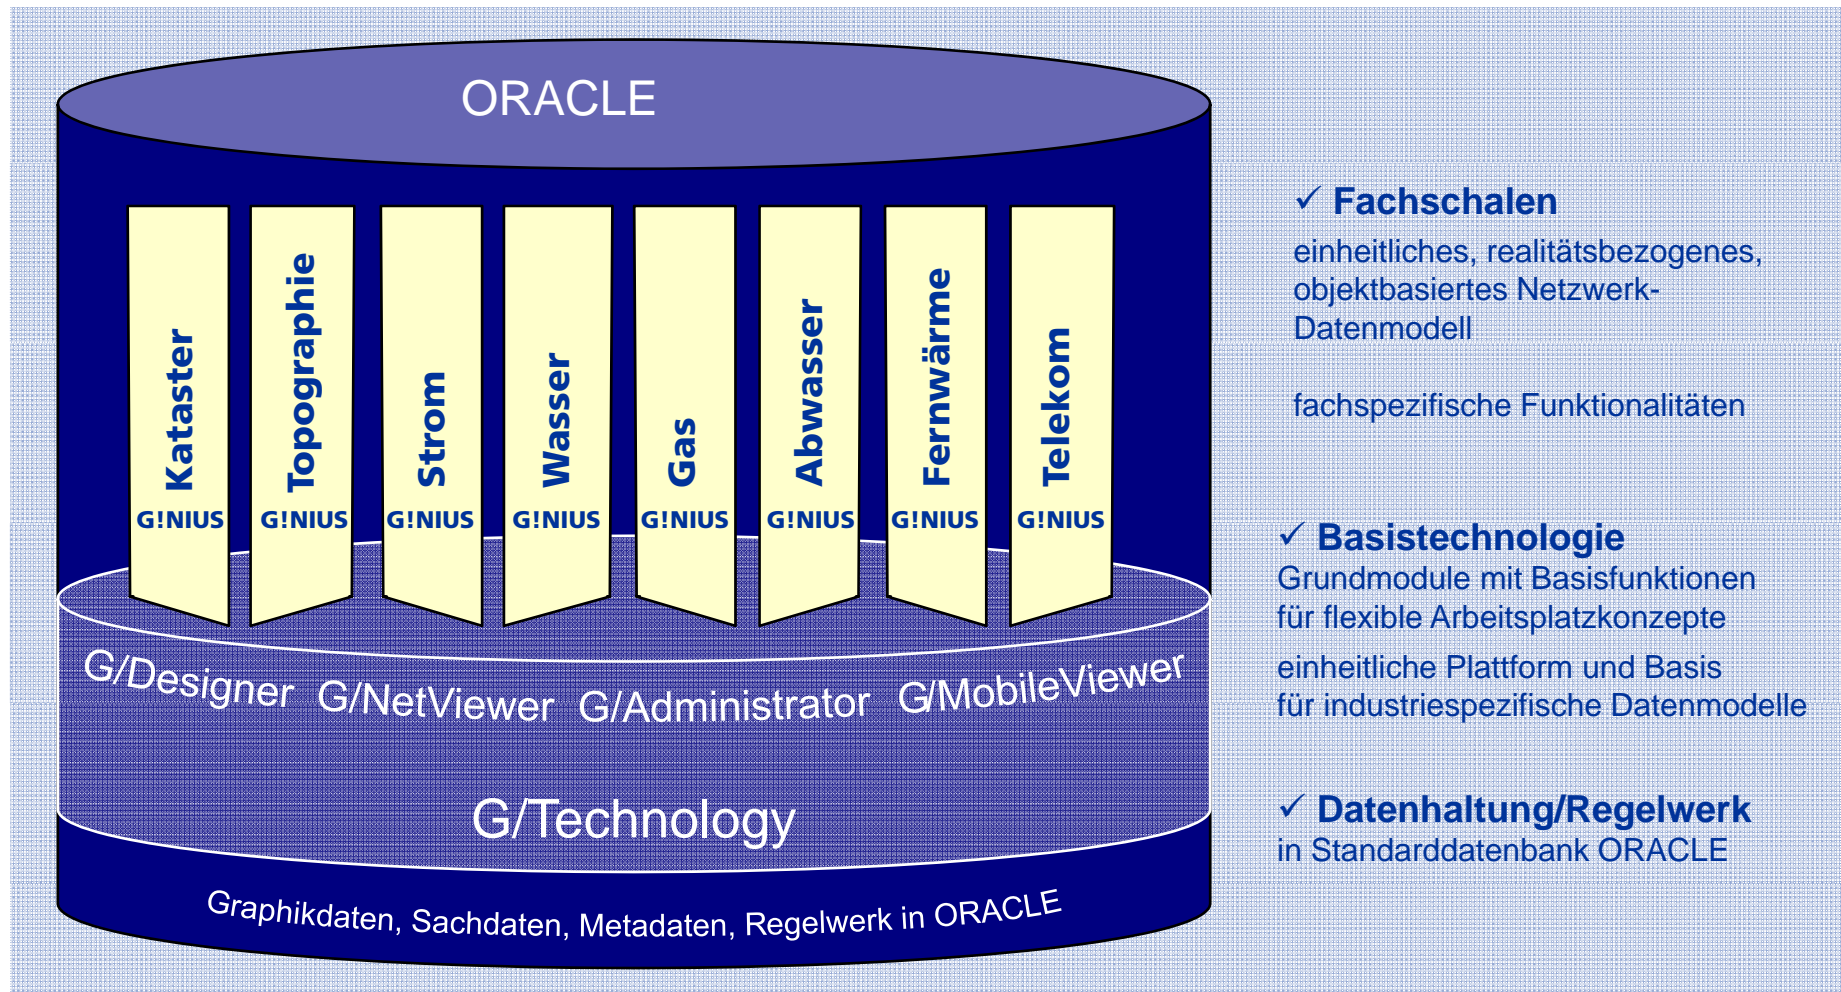 ORACLE
Kataster
Topographie
Strom
Wasser
Gas
Abwasser
Fernwärme
Telekom
G!NIUS G!NIUS G!NIUS G!NIUS G!NIUS G!NIUS G!NIUS G!NIUS
G/Designer G/NetViewer G/Administrator G/MobileViewer
G/Technology
Graphikdaten, Sachdaten, Metadaten, Regelwerk in ORACLE
✓ Fachschalen
einheitliches, realitätsbezogenes,
objektbasiertes Netzwerk-
Datenmodell
fachspezifische Funktionalitäten
✓ Basistechnologie
Grundmodule mit Basisfunktionen
für flexible Arbeitsplatzkonzepte
einheitliche Plattform und Basis
für industriespezifische Datenmodelle
✓ Datenhaltung/Regelwerk
in Standarddatenbank ORACLE